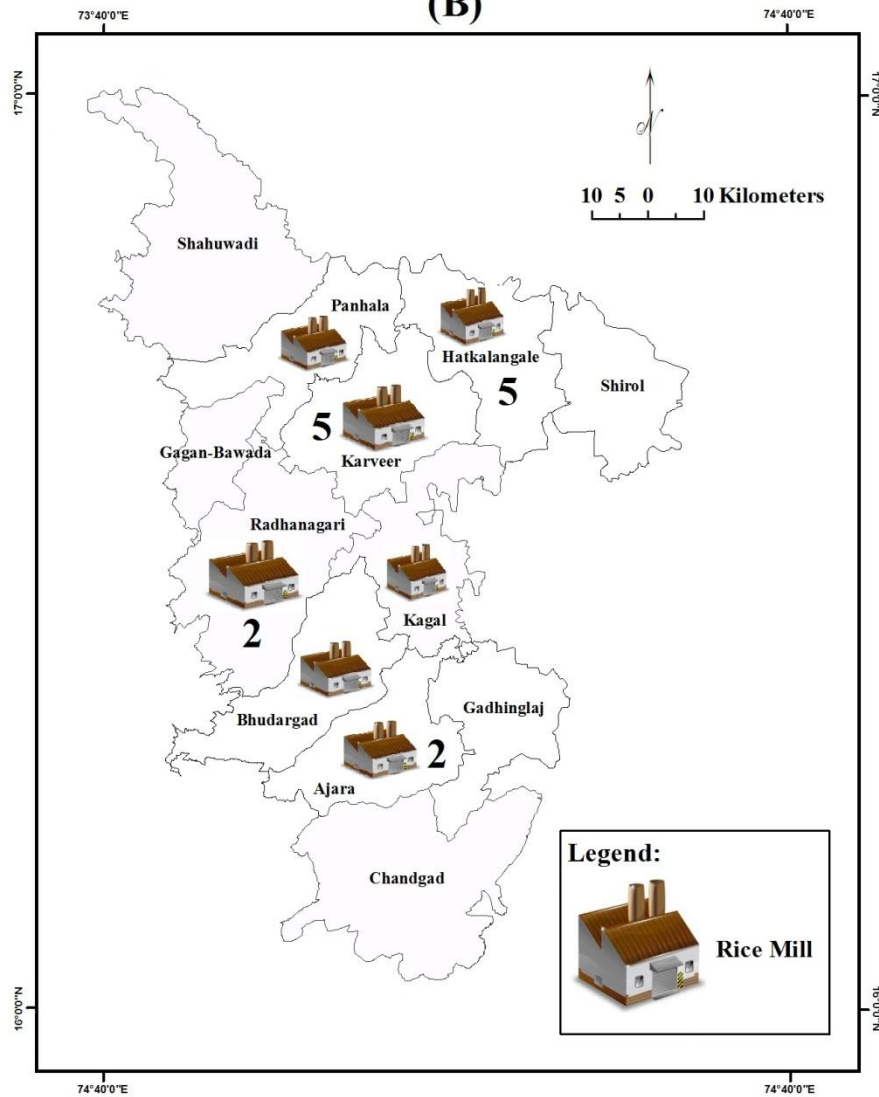 (B)
73°40'0"E
74°40'0"E
17°0'0"N
17°0'0"N
N
10 5 0 10 Kilometers
Shahuwadi
Panhala
Hatkalangale
Shirol
5
5
Karveer
Gagan-Bawada
Radhanagari
2
Kagal
Bhudargad
Gadhinglaj
2
Ajara
Chandgad
Legend:
Rice Mill
16°0'0"N
16°0'0"N
74°40'0"E
74°40'0"E